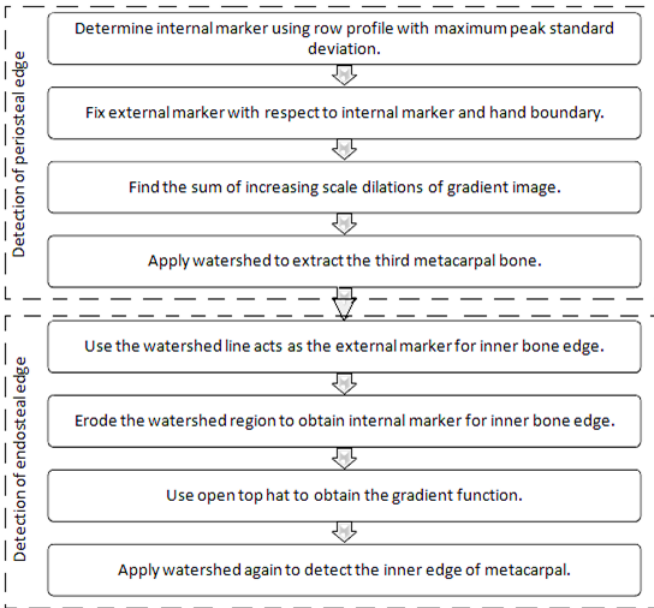 Detection of periosteal edge
Determine internal marker using row profile with maximum peak standard
deviation.
Fix external marker with respect to internal marker and hand boundary.
Find the sum of increasing scale dilations of gradient image.
Apply watershed to extract the third metacarpal bone.
Detection of endosteal edge
Use the watershed line acts as the external marker for inner bone edge.
Erode the watershed region to obtain internal marker for inner bone edge.
Use open top hat to obtain the gradient function.
Apply watershed again to detect the inner edge of metacarpal.